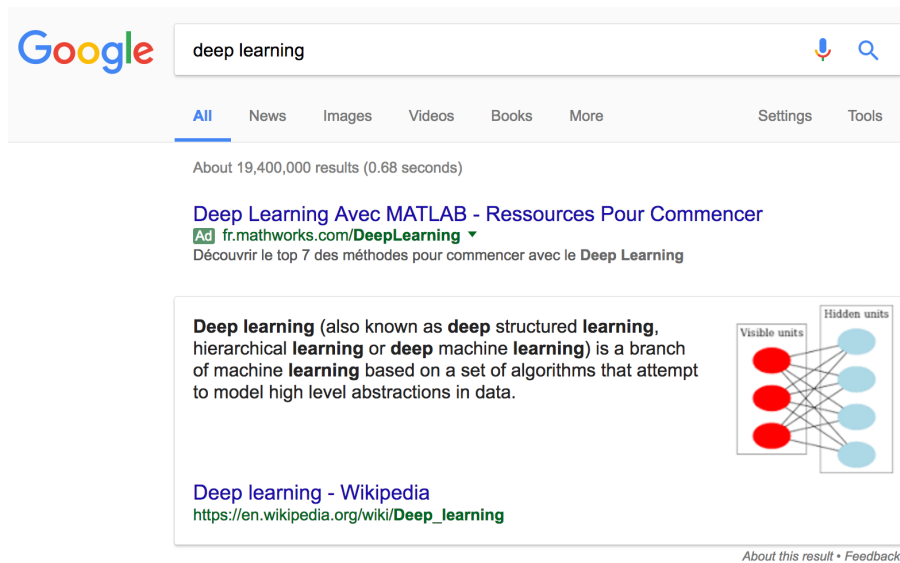 Google
deep learning
All News Images Videos Books More Settings Tools
About 19,400,000 results (0.68 seconds)
Deep Learning Avec MATLAB - Ressources Pour Commencer
Ad fr.mathworks.com/DeepLearning
Découvrir le top 7 des méthodes pour commencer avec le Deep Learning
Deep learning (also known as deep structured learning,
hierarchical learning or deep machine learning) is a branch
of machine learning based on a set of algorithms that attempt
to model high level abstractions in data.
Visible units
Hidden units
Deep learning - Wikipedia
https://en.wikipedia.org/wiki/Deep_learning
About this result • Feedback